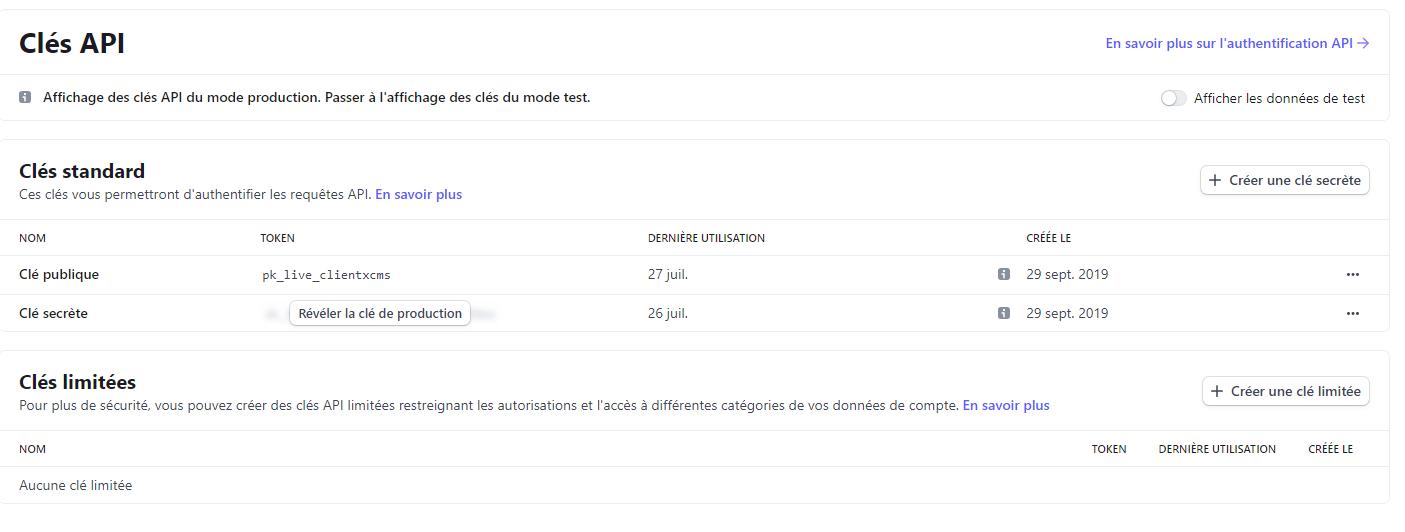 Clés API
En savoir plus sur l'authentification API →
Affichage des clés API du mode production. Passer à l'affichage des clés du mode test.
Afficher les données de test
Clés standard
Ces clés vous permettront d'authentifier les requêtes API. En savoir plus
+ Créer une clé secrète
NOM TOKEN DERNIÈRE UTILISATION CRÉÉE LE
Clé publique pk_live_clientxcms 27 juil. 29 sept. 2019 •••
Clé secrète Révéler la clé de production 26 juil. 29 sept. 2019 •••
Clés limitées
Pour plus de sécurité, vous pouvez créer des clés API limitées restreignant les autorisations et l'accès à différentes catégories de vos données de compte. En savoir plus
+ Créer une clé limitée
NOM TOKEN DERNIÈRE UTILISATION CRÉÉE LE
Aucune clé limitée